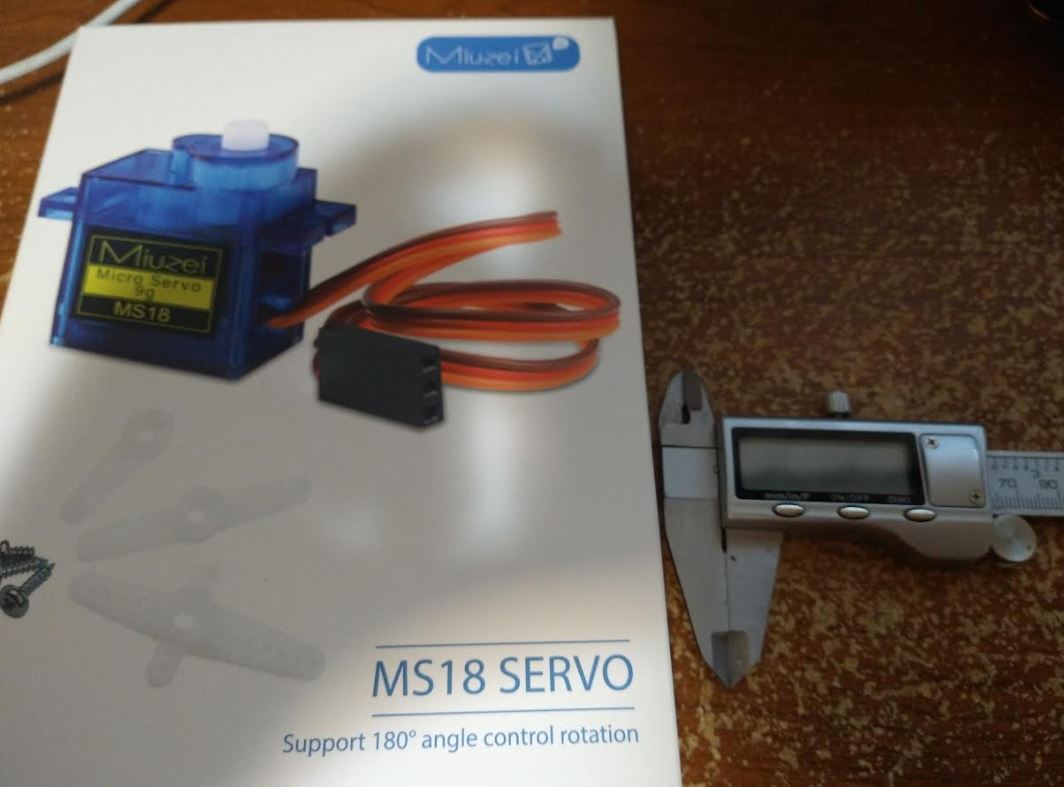 Miuzei
Miuzei
Micro Servo
9g
MS18
mm/in/F ON/OFF ZERO
3
70 80
MS18 SERVO
Support 180° angle control rotation